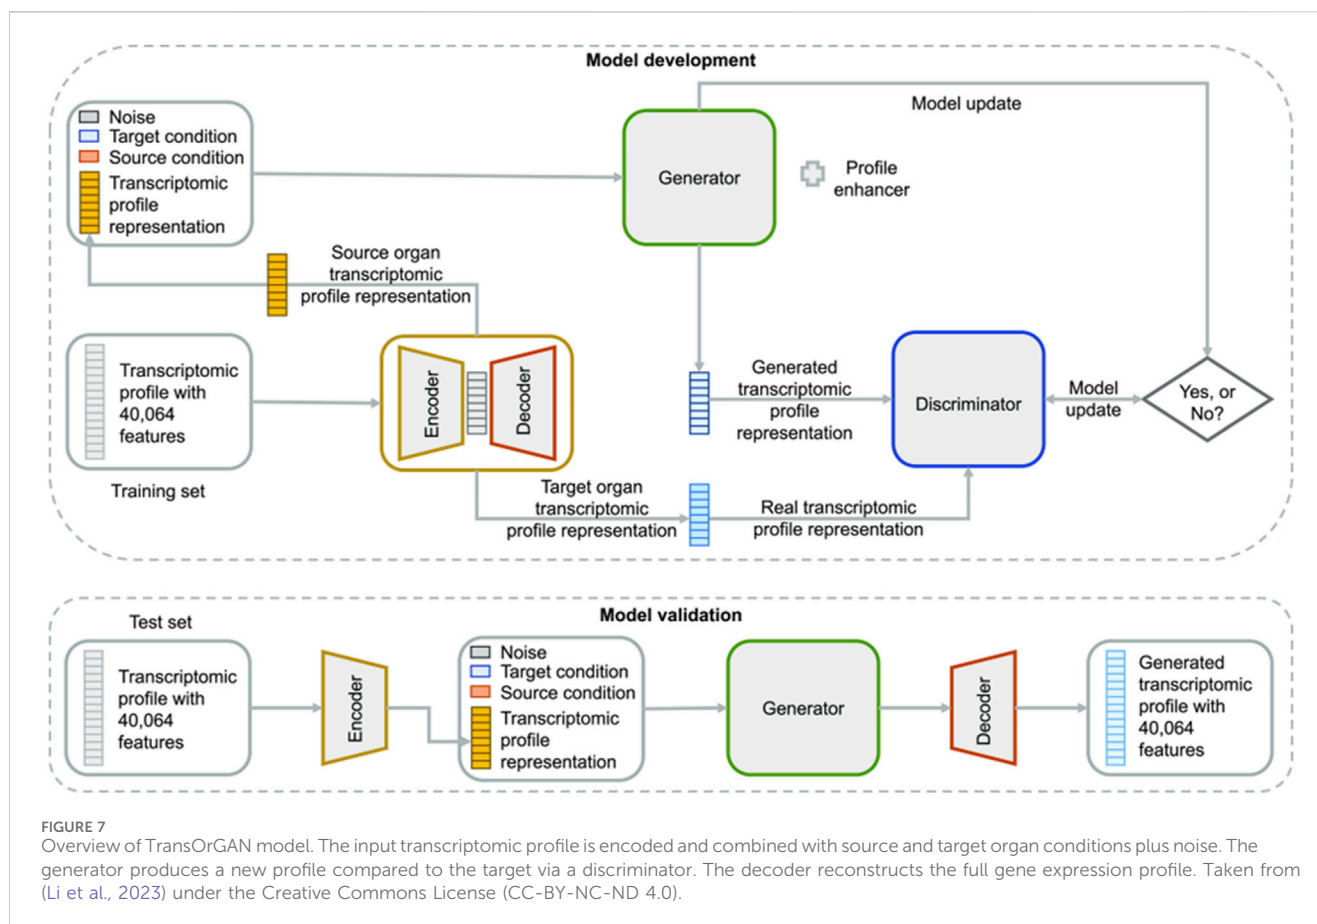 Model development
Noise
Target condition
Source condition
Transcriptomic
profile
representation
Generator
Model update
Profile
enhancer
Source organ
transcriptomic
profile representation
Transcriptomic
profile with
40,064
features
Training set
Encoder
Decoder
Generated
transcriptomic
profile
representation
Discriminator
Model
update
Yes, or
No?
Target organ
transcriptomic
profile representation
Real transcriptomic
profile representation
Model validation
Test set
Transcriptomic
profile with
40,064
features
Encoder
Noise
Target condition
Source condition
Transcriptomic
profile
representation
Generator
Decoder
Generated
transcriptomic
profile with
40,064
features
FIGURE 7
Overview of TransOrGAN model. The input transcriptomic profile is encoded and combined with source and target organ conditions plus noise. The
generator produces a new profile compared to the target via a discriminator. The decoder reconstructs the full gene expression profile. Taken from
(Li et al., 2023) under the Creative Commons License (CC-BY-NC-ND 4.0).